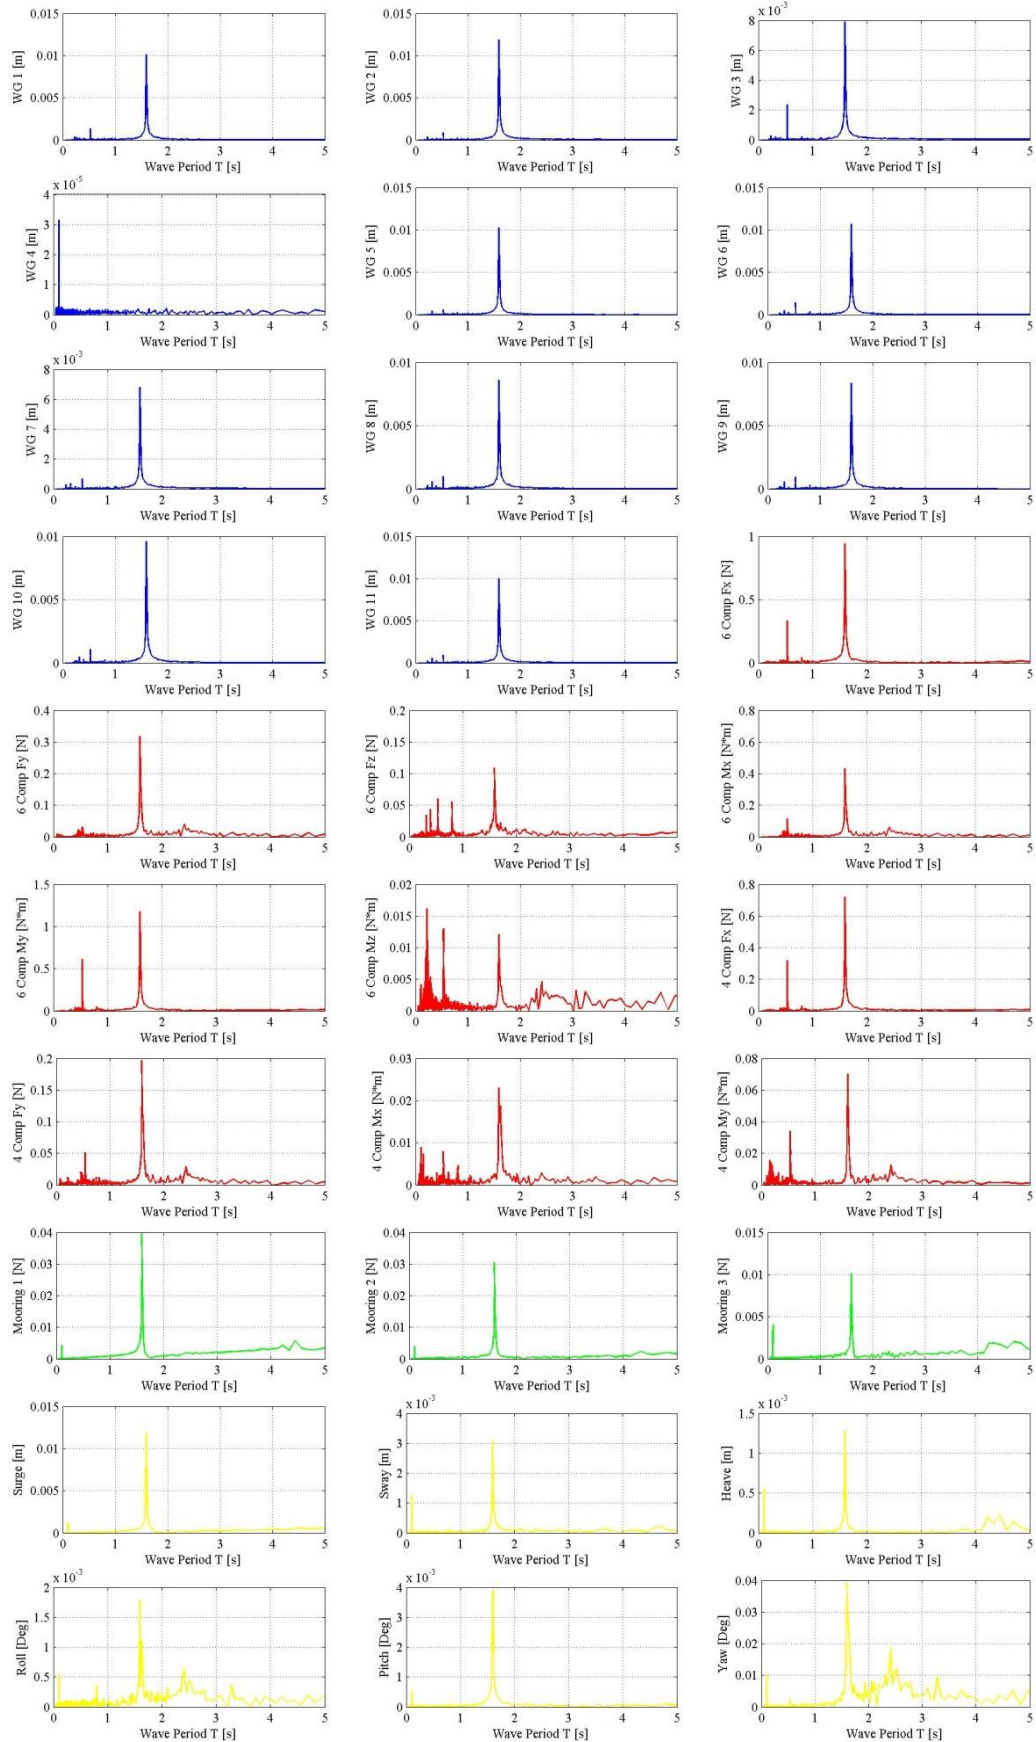 0.015
0.01
0.005
0
WG 1 [m]
0 1 2 3 4 5
Wave Period T [s]
0.015
0.01
0.005
0
WG 2 [m]
0 1 2 3 4 5
Wave Period T [s]
x 10^-3
8
6
4
2
0
WG 3 [m]
0 1 2 3 4 5
Wave Period T [s]
x 10^-5
4
3
2
1
0
WG 4 [m]
0 1 2 3 4 5
Wave Period T [s]
0.015
0.01
0.005
0
WG 5 [m]
0 1 2 3 4 5
Wave Period T [s]
0.015
0.01
0.005
0
WG 6 [m]
0 1 2 3 4 5
Wave Period T [s]
x 10^-3
8
6
4
2
0
WG 7 [m]
0 1 2 3 4 5
Wave Period T [s]
0.01
0.005
0
WG 8 [m]
0 1 2 3 4 5
Wave Period T [s]
0.01
0.005
0
WG 9 [m]
0 1 2 3 4 5
Wave Period T [s]
0.01
0.005
0
WG 10 [m]
0 1 2 3 4 5
Wave Period T [s]
0.015
0.01
0.005
0
WG 11 [m]
0 1 2 3 4 5
Wave Period T [s]
1
0.5
0
6 Comp Fx [N]
0 1 2 3 4 5
Wave Period T [s]
0.4
0.3
0.2
0.1
0
6 Comp Fy [N]
0 1 2 3 4 5
Wave Period T [s]
0.2
0.15
0.1
0.05
0
6 Comp Fz [N]
0 1 2 3 4 5
Wave Period T [s]
0.8
0.6
0.4
0.2
0
6 Comp Mx [N*m]
0 1 2 3 4 5
Wave Period T [s]
1.5
1
0.5
0
6 Comp My [N*m]
0 1 2 3 4 5
Wave Period T [s]
0.02
0.015
0.01
0.005
0
6 Comp Mz [N*m]
0 1 2 3 4 5
Wave Period T [s]
0.8
0.6
0.4
0.2
0
4 Comp Fx [N]
0 1 2 3 4 5
Wave Period T [s]
0.2
0.15
0.1
0.05
0
4 Comp Fy [N]
0 1 2 3 4 5
Wave Period T [s]
0.03
0.02
0.01
0
4 Comp Mx [N*m]
0 1 2 3 4 5
Wave Period T [s]
0.08
0.06
0.04
0.02
0
4 Comp My [N*m]
0 1 2 3 4 5
Wave Period T [s]
0.04
0.03
0.02
0.01
0
Mooring 1 [N]
0 1 2 3 4 5
Wave Period T [s]
0.04
0.03
0.02
0.01
0
Mooring 2 [N]
0 1 2 3 4 5
Wave Period T [s]
0.015
0.01
0.005
0
Mooring 3 [N]
0 1 2 3 4 5
Wave Period T [s]
0.015
0.01
0.005
0
Surge [m]
0 1 2 3 4 5
Wave Period T [s]
x 10^-3
4
3
2
1
0
Sway [m]
0 1 2 3 4 5
Wave Period T [s]
x 10^-3
1.5
1
0.5
0
Heave [m]
0 1 2 3 4 5
Wave Period T [s]
x 10^-3
2
1.5
1
0.5
0
Roll [Deg]
0 1 2 3 4 5
Wave Period T [s]
x 10^-3
4
3
2
1
0
Pitch [Deg]
0 1 2 3 4 5
Wave Period T [s]
0.04
0.03
0.02
0.01
0
Yaw [Deg]
0 1 2 3 4 5
Wave Period T [s]